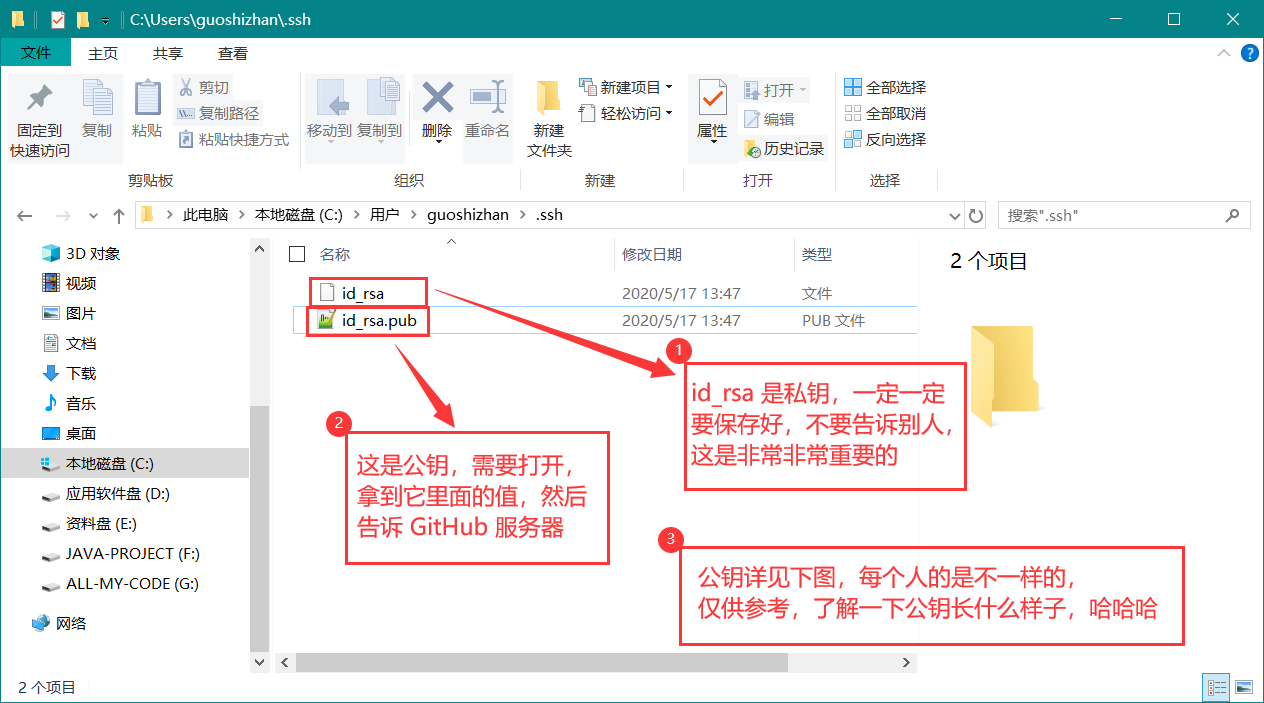 C:\Users\guoshizhan\.ssh
文件 主页 共享 查看
固定到
快速访问
复制
粘贴
剪切
复制路径
粘贴快捷方式
剪贴板
移动到
复制到
删除
重命名
组织
新建
文件夹
新建项目
轻松访问
新建
属性
打开
编辑
历史记录
打开
全部选择
全部取消
反向选择
选择
此电脑 > 本地磁盘 (C:) > 用户 > guoshizhan > .ssh
搜索".ssh"
3D 对象
视频
图片
文档
下载
音乐
桌面
本地磁盘 (C:)
应用软件盘 (D:)
资料盘 (E:)
JAVA-PROJECT (F:)
ALL-MY-CODE (G:)
网络
名称 修改日期 类型
id_rsa 2020/5/17 13:47 文件
id_rsa.pub 2020/5/17 13:47 PUB 文件
2 个项目
1
id_rsa 是私钥，一定一定
要保存好，不要告诉别人，
这是非常非常重要的
2
这是公钥，需要打开，
拿到它里面的值，然后
告诉 GitHub 服务器
3
公钥详见下图，每个人的是不一样的，
仅供参考，了解一下公钥长什么样子，哈哈哈
2 个项目